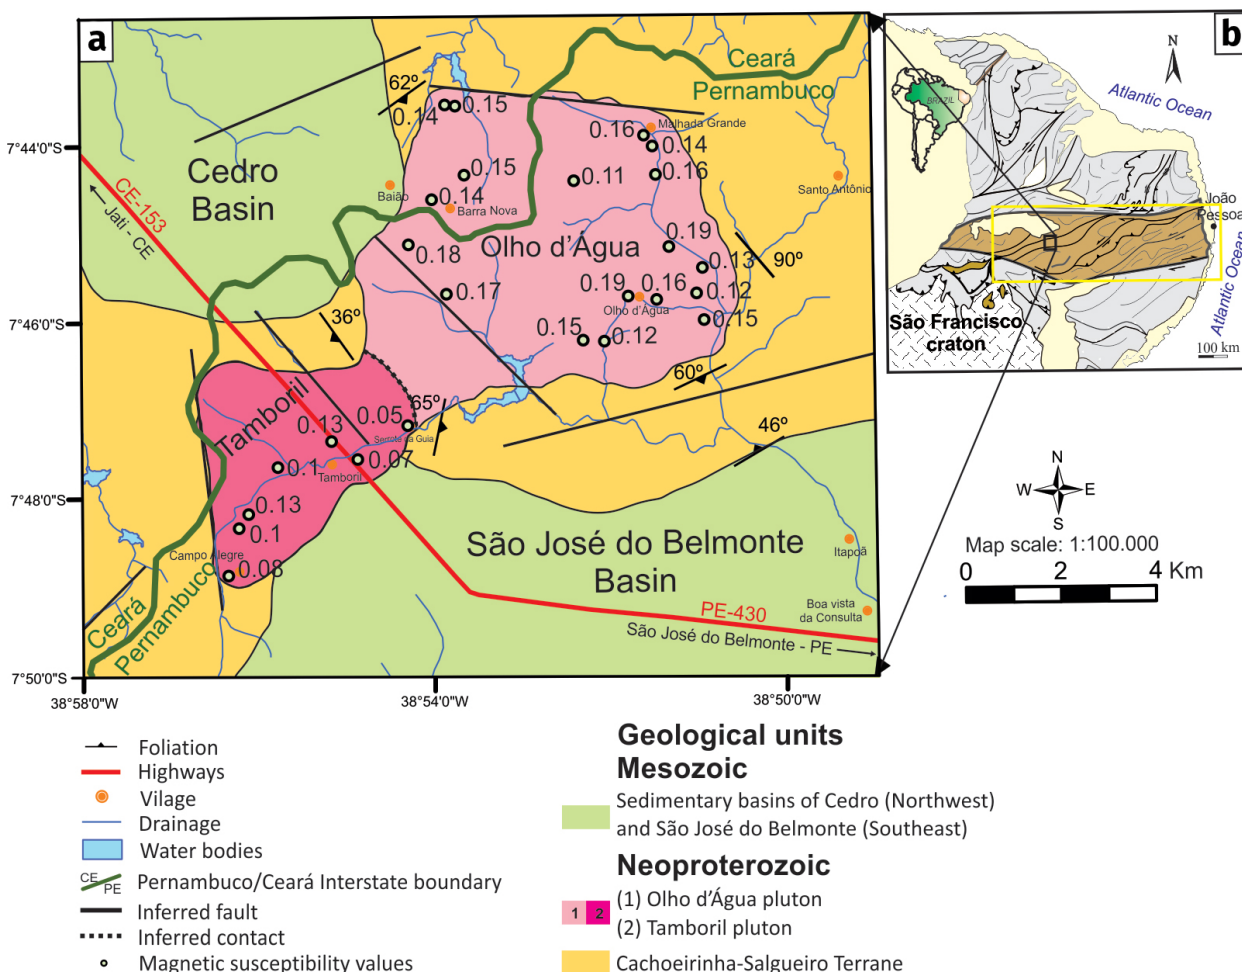 a
b
Ceará
Pernambuco
62º
0.14
0.15
Malhada Grande
0.16
0.14
0.16
0.11
7°44'0"S
Cedro
Basin
0.15
0.14
Baião
Barra Nova
Santo Antônio
CE-153
Jati - CE
Olho d'Água
0.18
0.19
0.13
90º
0.17
0.19
0.16
0.12
Olho d'Água
0.15
7°46'0"S
36º
0.15
0.12
60º
Tamboril
65º
0.13
0.05
Serrote da Guia
46º
0.1
0.07
Tamboril
7°48'0"S
0.13
0.1
Campo Alegre
0.08
São José do Belmonte
Basin
Itapoã
Boa vista
da Consulta
PE-430
São José do Belmonte - PE
Ceará
Pernambuco
7°50'0"S
38°58'0"W
38°54'0"W
38°50'0"W
N
BRAZIL
Atlantic Ocean
João
Pessoa
Atlantic Ocean
São Francisco
craton
100 km
N
W
E
S
Map scale: 1:100.000
0
2
4 Km
Foliation
Highways
Vilage
Drainage
Water bodies
CE
PE
Pernambuco/Ceará Interstate boundary
Inferred fault
Inferred contact
Magnetic susceptibility values
Geological units
Mesozoic
Sedimentary basins of Cedro (Northwest)
and São José do Belmonte (Southeast)
Neoproterozoic
1 2
(1) Olho d'Água pluton
(2) Tamboril pluton
Cachoeirinha-Salgueiro Terrane